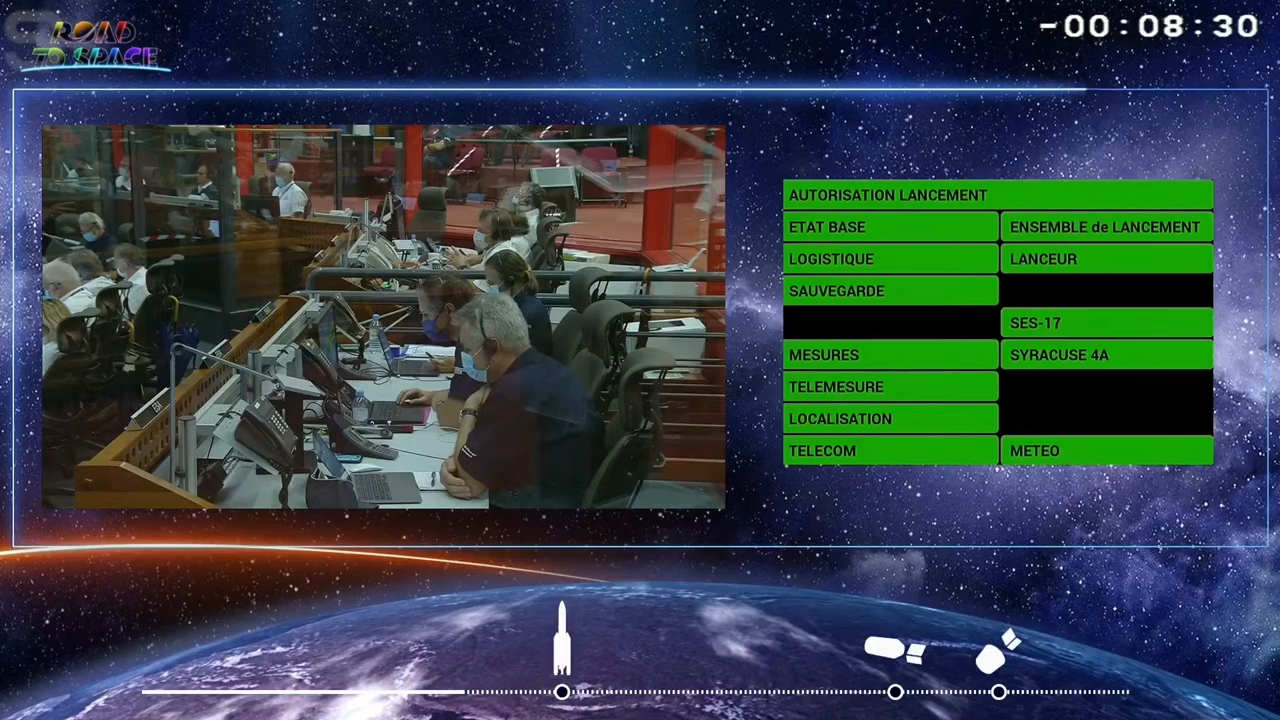 ROAD
TO SPACE
-00:08:30
AUTORISATION LANCEMENT
ETAT BASE
ENSEMBLE de LANCEMENT
LOGISTIQUE
LANCEUR
SAUVEGARDE
SES-17
MESURES
SYRACUSE 4A
TELEMESURE
LOCALISATION
TELECOM
METEO